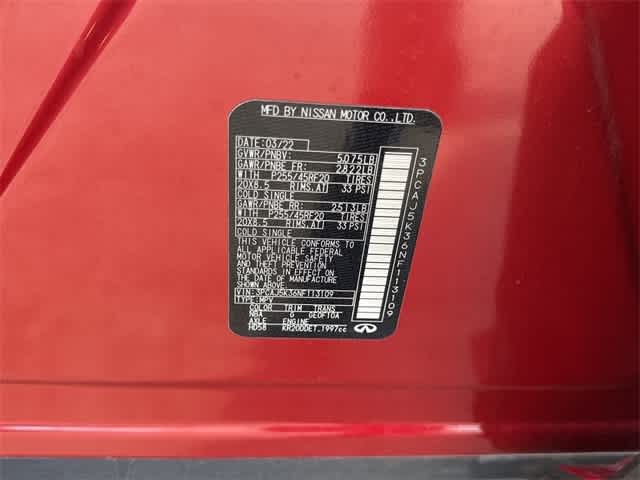 MFD BY NISSAN MOTOR CO.,LTD.
DATE:03/22
GVWR/PNBV: 5075LB
GAWR/PNBE FR: 2822LB
WITH P255/45RF20 TIRES
20X8.5 RIMS,AT 33 PSI
COLD SINGLE
GAWR/PNBE RR: 2513LB
WITH P255/45RF20 TIRES
20X8.5 RIMS,AT 33 PSI
COLD SINGLE
THIS VEHICLE CONFORMS TO
ALL APPLICABLE FEDERAL
MOTOR VEHICLE SAFETY
AND THEFT PREVENTION
STANDARDS IN EFFECT ON
THE DATE OF MANUFACTURE
SHOWN ABOVE.
VIN:3PCAJ5K36NF113109
TYPE:MPV
COLOR TRIM TRANS
NBA G GE0F10A
AXLE ENGINE
HD58 KR20DDET,1997cc
3PCAJ5K36NF113109